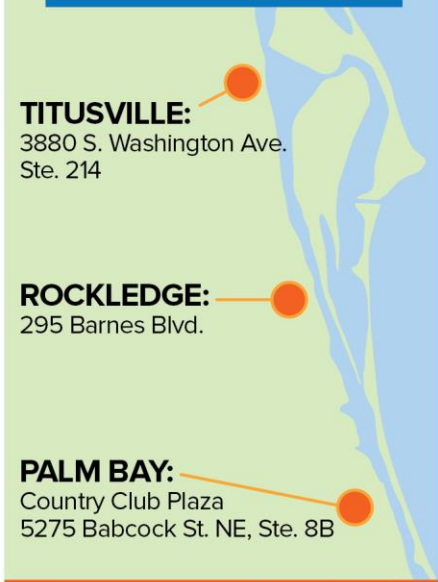 TITUSVILLE:
3880 S. Washington Ave.
Ste. 214
ROCKLEDGE:
295 Barnes Blvd.
PALM BAY:
Country Club Plaza
5275 Babcock St. NE, Ste. 8B